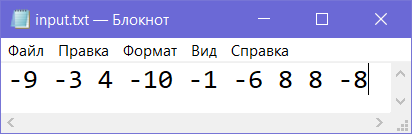 input.txt — Блокнот
Файл Правка Формат Вид Справка
-9 -3 4 -10 -1 -6 8 8 -8